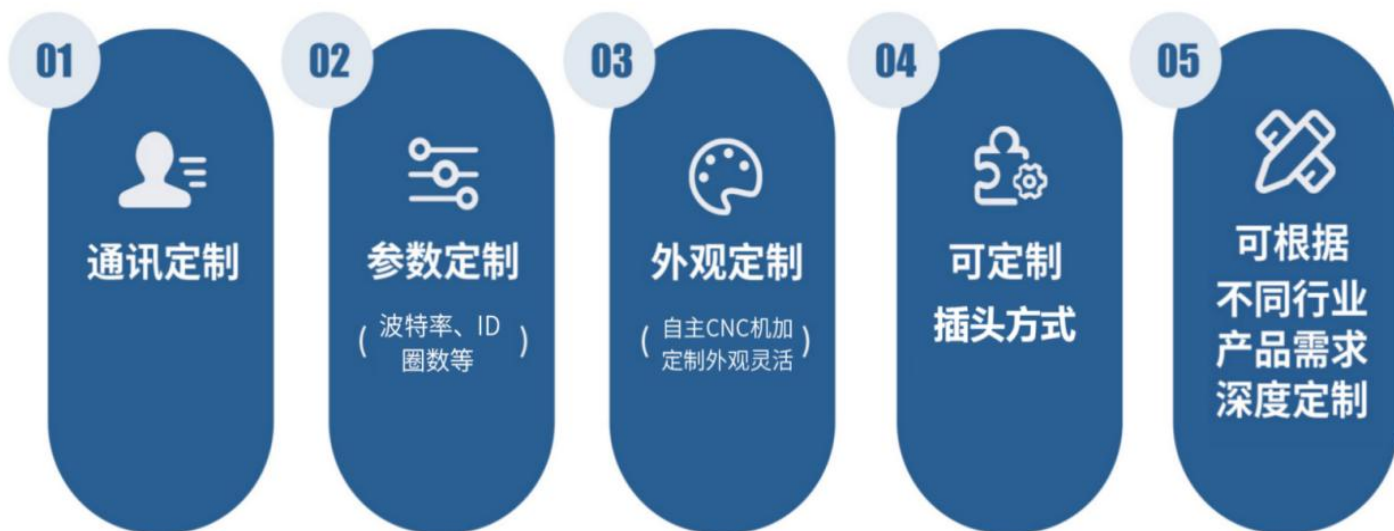 01
通讯定制
02
参数定制
(波特率、ID
圈数等)
03
外观定制
(自主CNC机加
定制外观灵活)
04
可定制
插头方式
05
可根据
不同行业
产品需求
深度定制